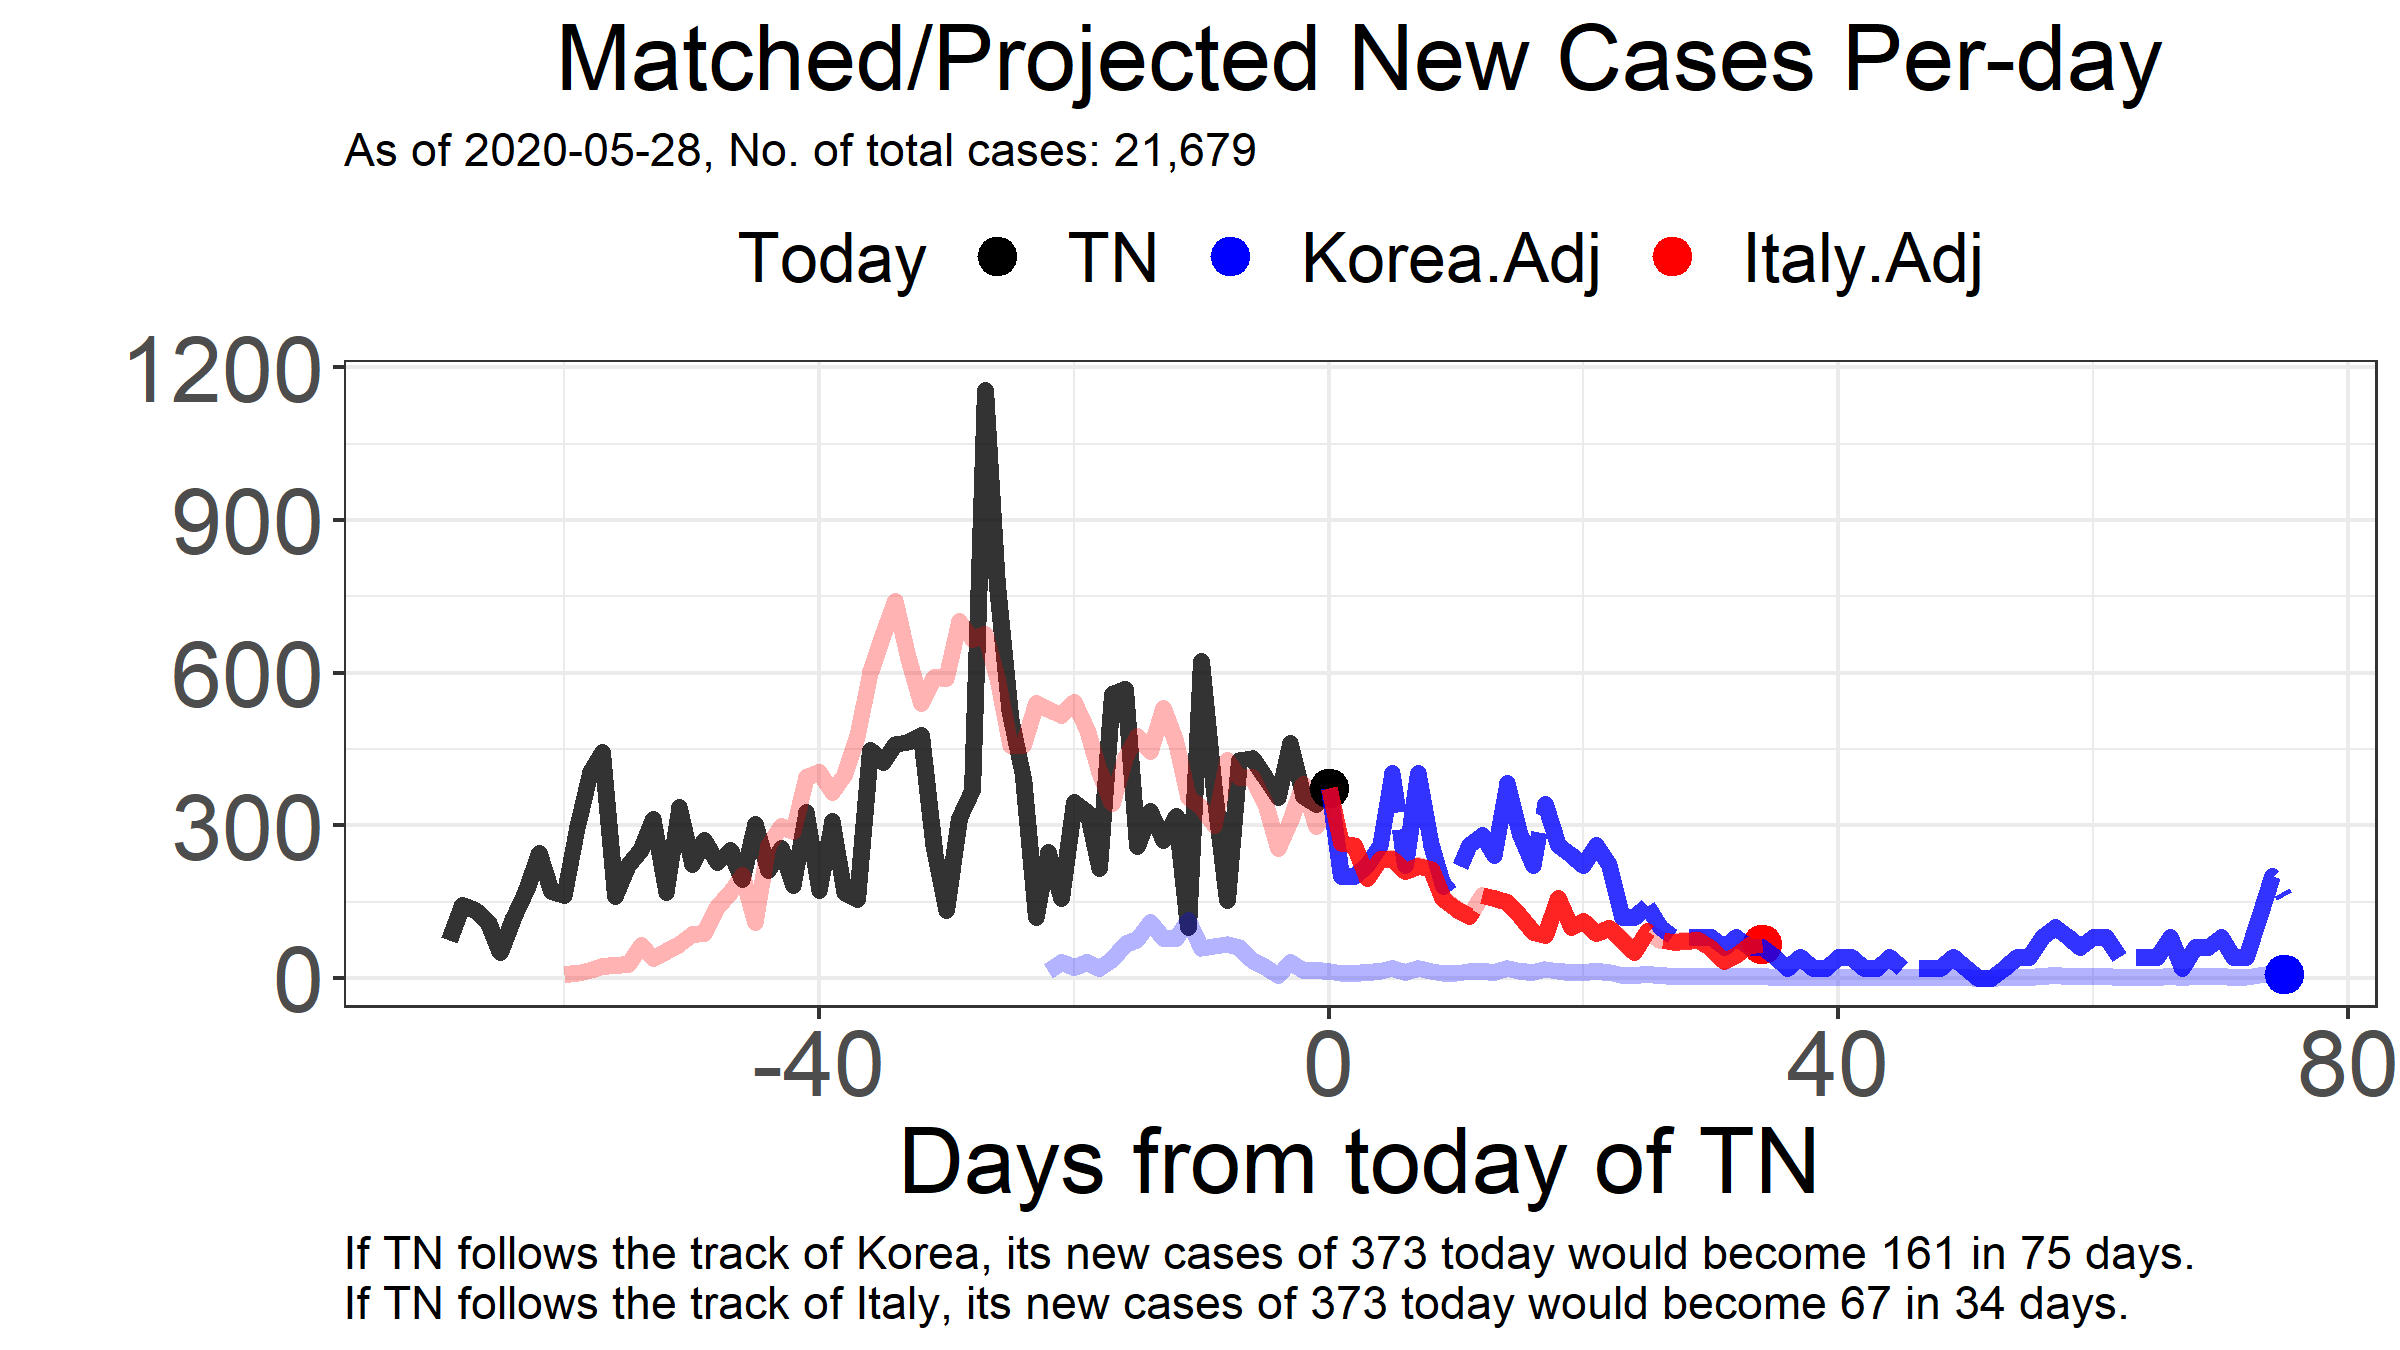 Matched/Projected New Cases Per-day
As of 2020-05-28, No. of total cases: 21,679
Today TN Korea.Adj Italy.Adj
1200
900
600
300
0
-40 0 40 80
Days from today of TN
If TN follows the track of Korea, its new cases of 373 today would become 161 in 75 days.
If TN follows the track of Italy, its new cases of 373 today would become 67 in 34 days.